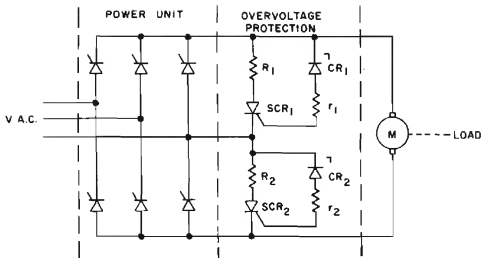 POWER UNIT
OVERVOLTAGE
PROTECTION
R1
CR1
SCR1
r1
V A.C.
M
LOAD
R2
CR2
SCR2
r2